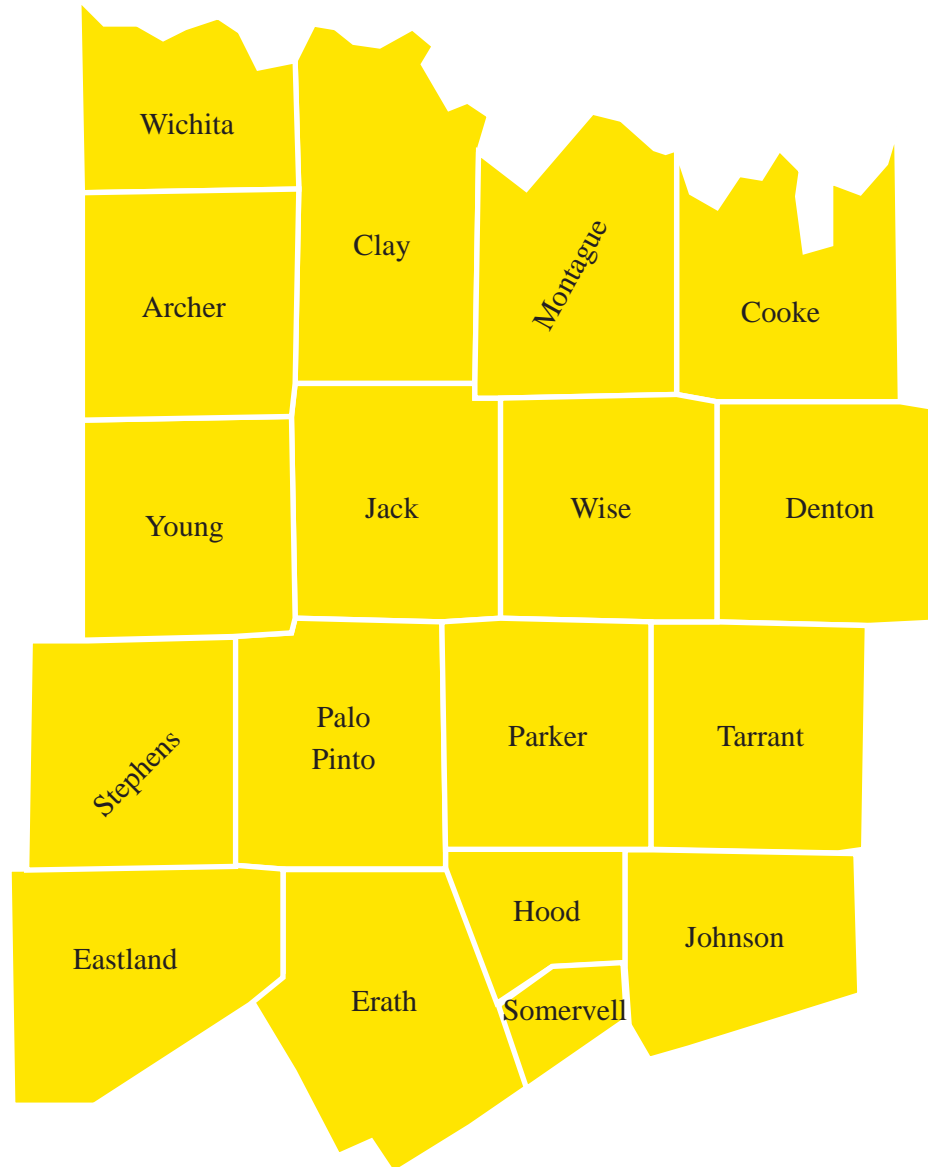 Wichita
Clay
Montague
Archer
Cooke
Young
Jack
Wise
Denton
Stephens
Palo
Pinto
Parker
Tarrant
Hood
Johnson
Eastland
Erath
Somervell